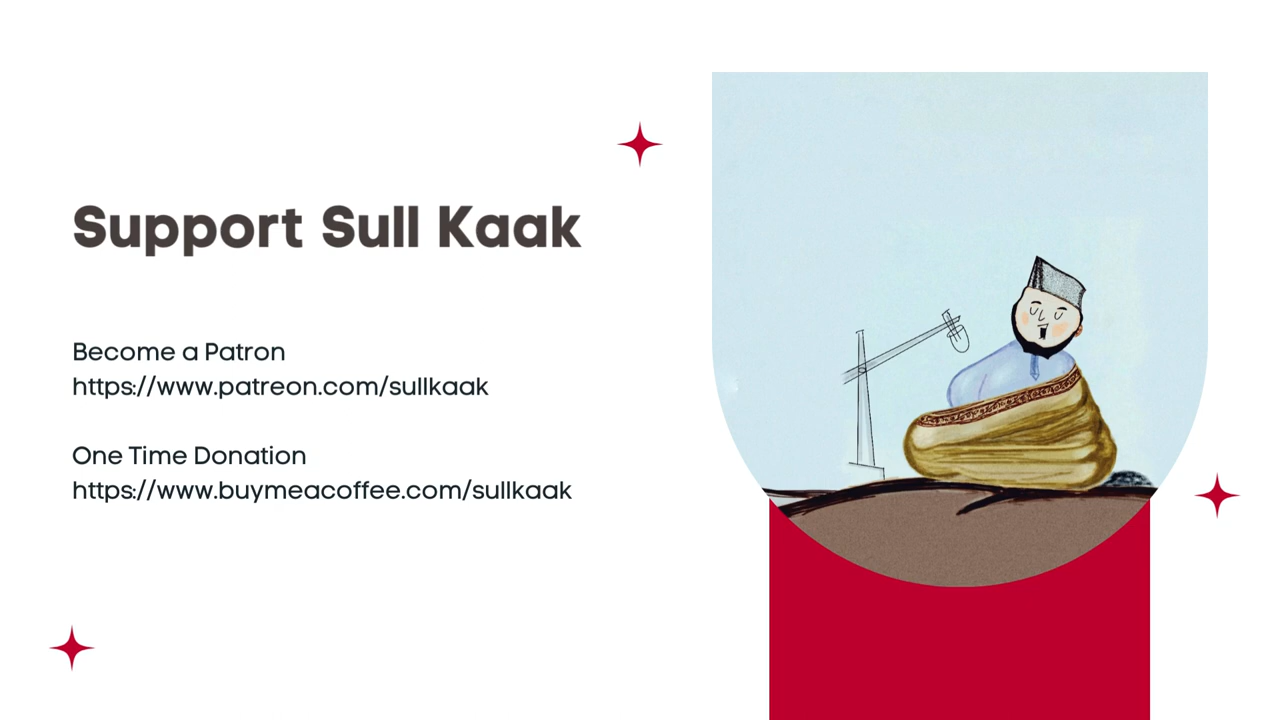 Support Sull Kaak
Become a Patron
https://www.patreon.com/sullkaak
One Time Donation
https://www.buymeacoffee.com/sullkaak